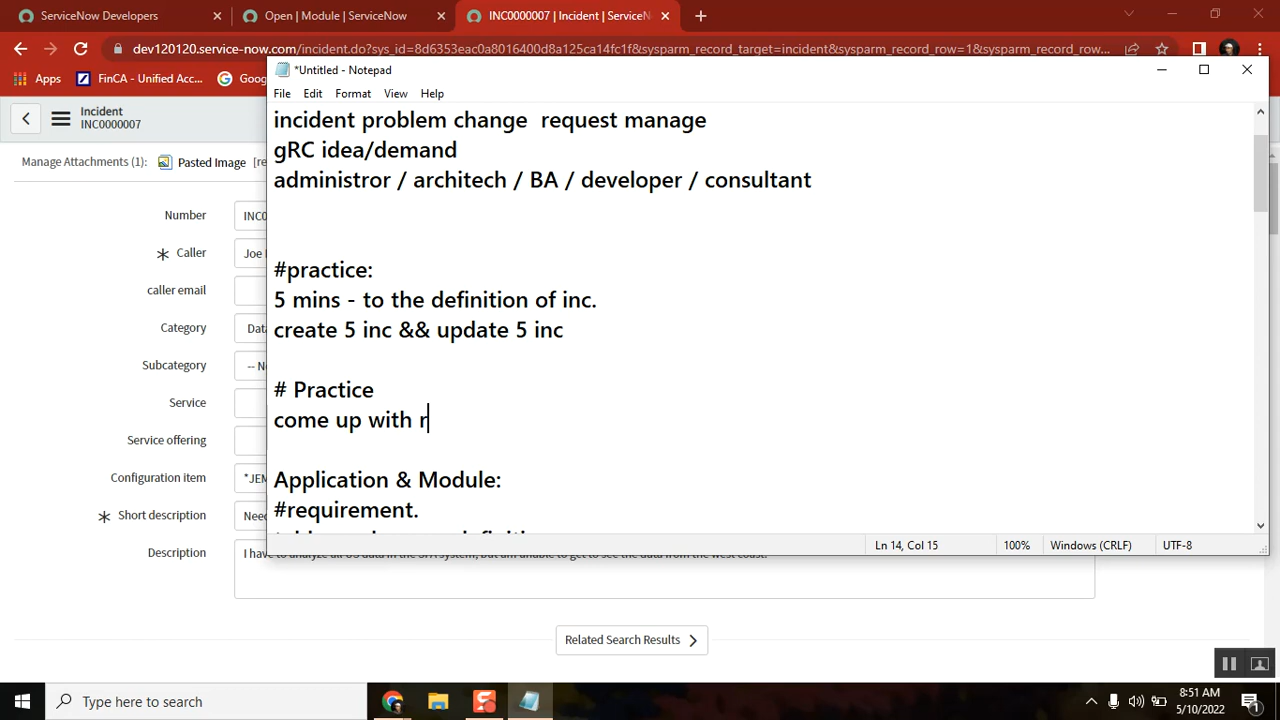 ServiceNow Developers
Open | Module | ServiceNow
INC0000007 | Incident | ServiceN
dev120120.service-now.com/incident.do?sys_id=8d6353eac0a8016400d8a125ca14fc1f&sysparm_record_target=incident&sysparm_record_row=1&sysparm_record_row...
Apps
FinCA - Unified Acc...
Goog
*Untitled - Notepad
File Edit Format View Help
Incident
INC0000007
Manage Attachments (1): Pasted Image [re
Number INC0
Caller Joe
caller email
Category Data
Subcategory -- N
Service
Service offering
Configuration item *JEM
Short description Need
Description I have to analyze all US data in the SFA system, but am unable to get to see the data from the west coast.
incident problem change  request manage
gRC idea/demand
administror / architech / BA / developer / consultant
#practice:
5 mins - to the definition of inc.
create 5 inc && update 5 inc
# Practice
come up with r
Application & Module:
#requirement.
Ln 14, Col 15 100% Windows (CRLF) UTF-8
Related Search Results
Type here to search
8:51 AM
5/10/2022
1